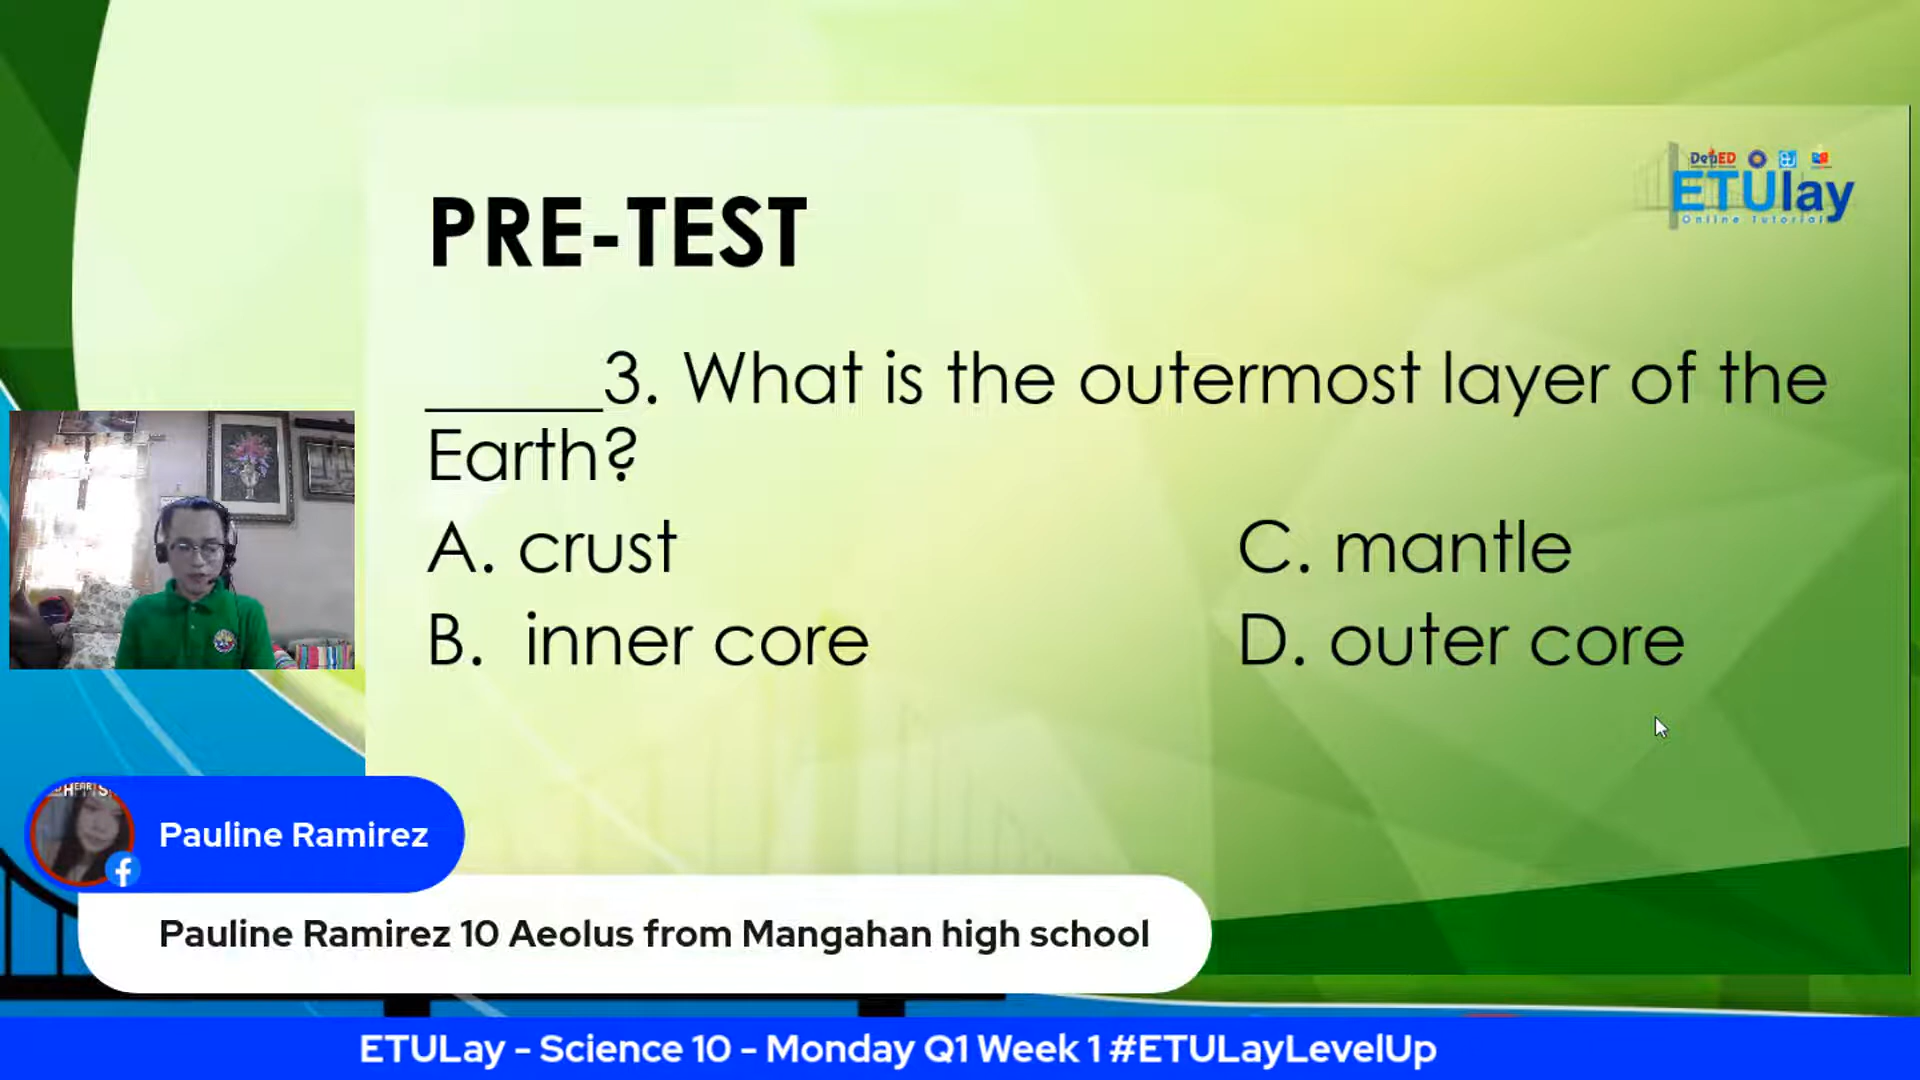 DepED
ETUlay
Online Tutorial
PRE-TEST
_____3. What is the outermost layer of the
Earth?
A. crust
C. mantle
B. inner core
D. outer core
Pauline Ramirez
Pauline Ramirez 10 Aeolus from Mangahan high school
ETULay - Science 10 - Monday Q1 Week 1 #ETULayLevelUp